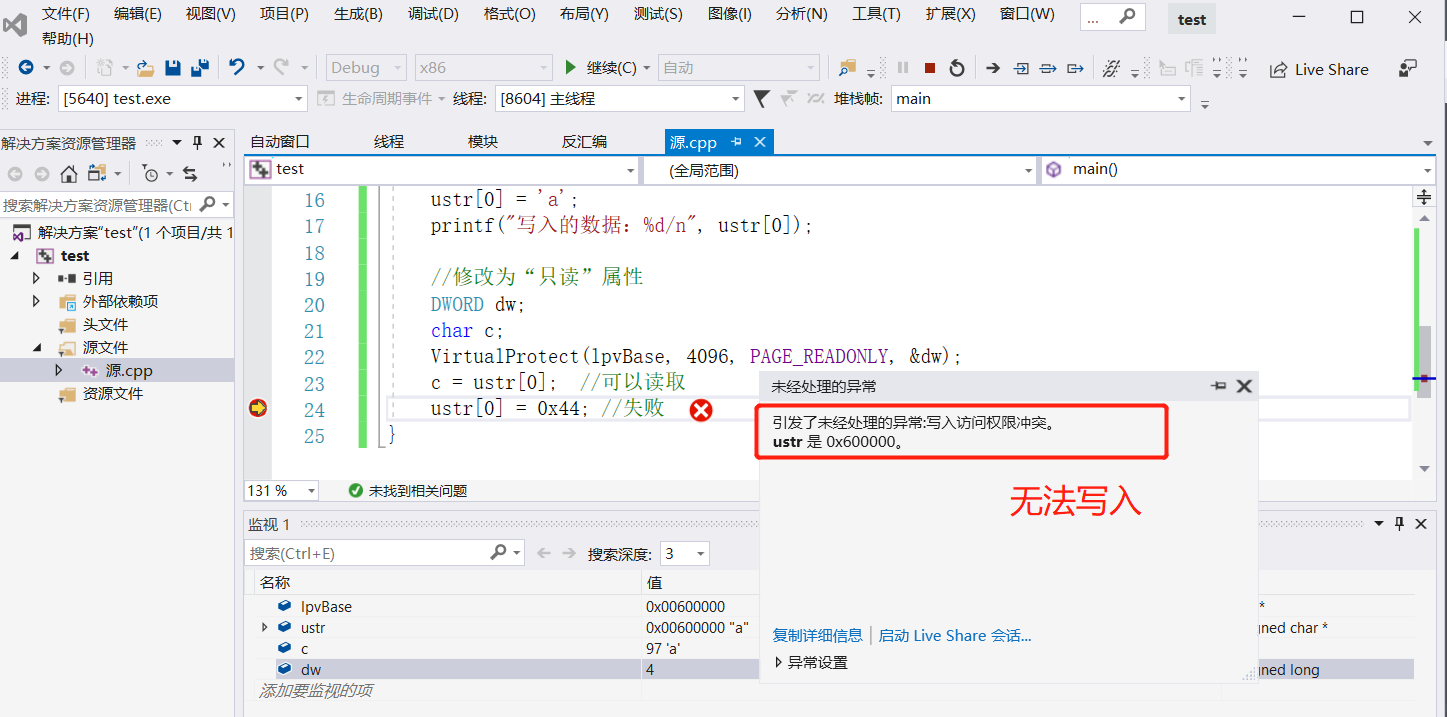 文件(F) 编辑(E) 视图(V) 项目(P) 生成(B) 调试(D) 格式(O) 布局(Y) 测试(S) 图像(I) 分析(N) 工具(T) 扩展(X) 窗口(W) ... test
帮助(H)
Debug x86 继续(C) 自动 Live Share
进程: [5640] test.exe 生命周期事件 线程: [8604] 主线程 堆栈帧: main
解决方案资源管理器
搜索解决方案资源管理器(Ctr
解决方案"test"(1 个项目/共 1
test
引用
外部依赖项
头文件
源文件
源.cpp
资源文件
自动窗口 线程 模块 反汇编 源.cpp
test (全局范围) main()
16 ustr[0] = 'a';
17 printf("写入的数据：%d/n", ustr[0]);
18
19 //修改为“只读”属性
20 DWORD dw;
21 char c;
22 VirtualProtect(lpvBase, 4096, PAGE_READONLY, &dw);
23 c = ustr[0]; //可以读取
24 ustr[0] = 0x44; //失败
25 }
未经处理的异常
引发了未经处理的异常:写入访问权限冲突。
ustr 是 0x600000。
无法写入
复制详细信息 | 启动 Live Share 会话...
异常设置
131 % 未找到相关问题
监视 1
搜索(Ctrl+E) 搜索深度: 3
名称 值
lpvBase 0x00600000 *
ustr 0x00600000 "a" ned char *
c 97 'a'
dw 4 ned long
添加要监视的项